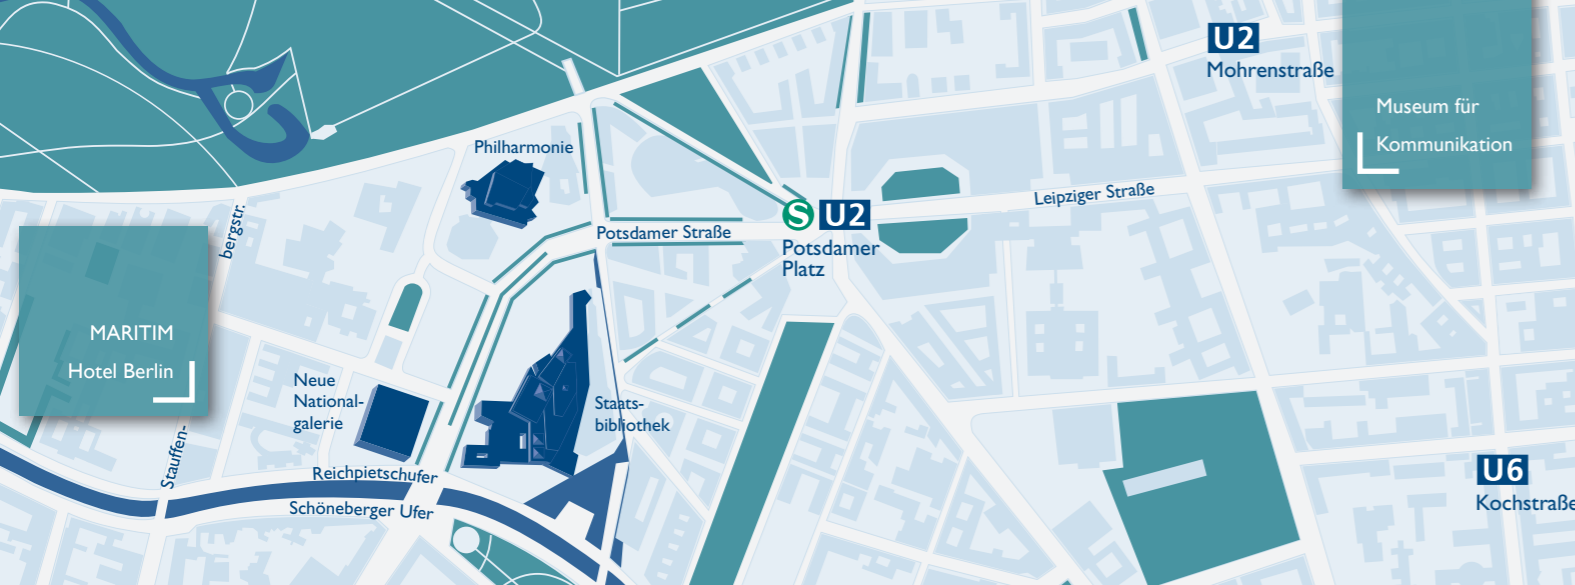 U2
Mohrenstraße
Museum für
Kommunikation
Philharmonie
Leipziger Straße
S U2
Potsdamer
Platz
Potsdamer Straße
bergstr.
Stauffen-
MARITIM
Hotel Berlin
Neue
National-
galerie
Staats-
bibliothek
Reichpietschufer
Schöneberger Ufer
U6
Kochstraße